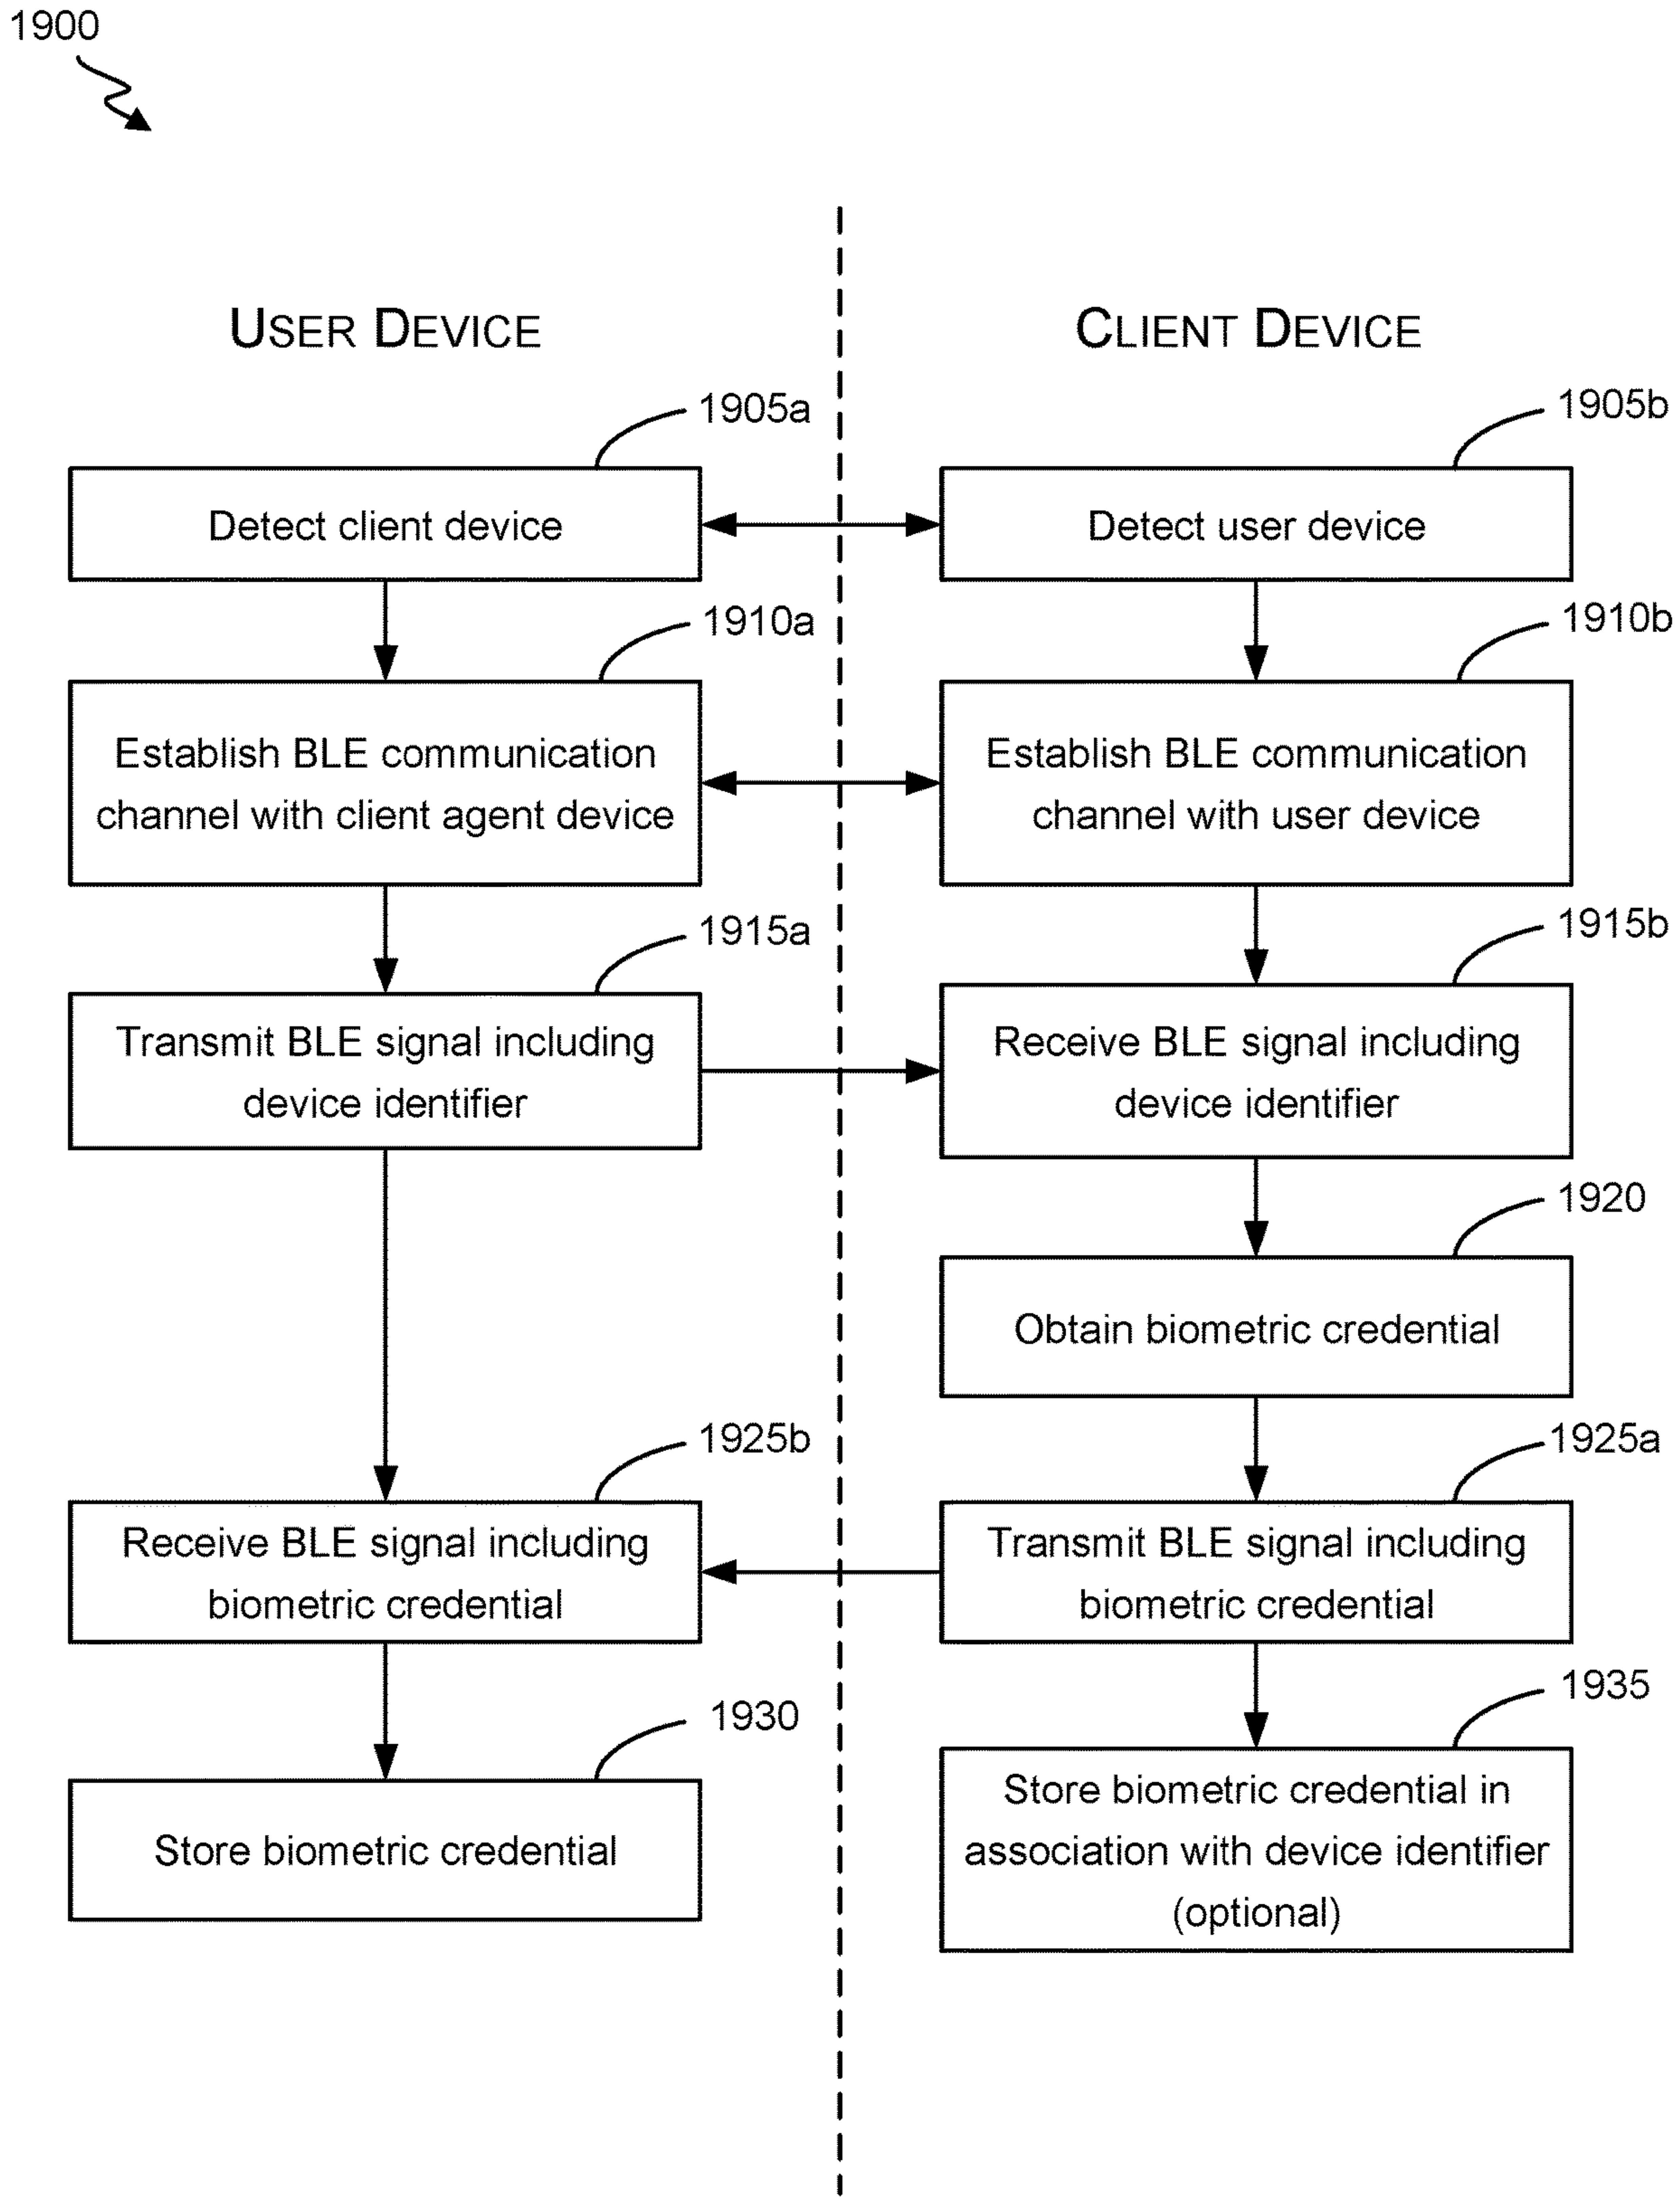 1900
USER DEVICE
CLIENT DEVICE
1905a
1905b
Detect client device
Detect user device
1910a
1910b
Establish BLE communication
channel with client agent device
Establish BLE communication
channel with user device
1915a
1915b
Transmit BLE signal including
device identifier
Receive BLE signal including
device identifier
1920
Obtain biometric credential
1925b
1925a
Receive BLE signal including
biometric credential
Transmit BLE signal including
biometric credential
1930
1935
Store biometric credential
Store biometric credential in
association with device identifier
(optional)